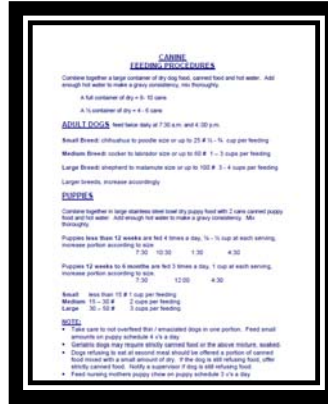 CANINE
FEEDING PROCEDURES
Combine together a large container of dry dog food, canned food and hot water. Add
enough hot water to make a gravy consistency, mix thoroughly.
A full container of dry = 8- 10 cans
A ½ container of dry = 4 - 6 cans
ADULT DOGS feed twice daily at 7:30 a.m. and 4 :00 p.m.
Small Breed: chihuahua to poodle size or up to 25 # ½ - ¾ cup per feeding
Medium Breed: cocker to labrador size or up to 60 # 1 – 3 cups per feeding
Large Breed: shepherd to malamute size or up to 100 # 3 - 4 cups per feeding
Larger breeds, increase accordingly
PUPPIES
Combine together in large stainless steel bowl dry puppy food with 2 cans canned puppy
food and hot water. Add enough hot water to make a gravy consistency. Mix
thoroughly.
Puppies less than 12 weeks are fed 4 times a day, ¼ - ½ cup at each serving,
increase portion according to size.
7:30 10:30 1:30 4:30
Puppies 12 weeks to 6 months are fed 3 times a day, 1 cup at each serving,
increase portion according to size.
7:30 12:00 4:30
Small less than 15 # 1 cup per feeding
Medium 15 – 30 # 2 cups per feeding
Large 30 – 50 # 3 cups per feeding
NOTE:
• Take care to not overfeed thin / emaciated dogs in one portion. Feed small
amounts on puppy schedule 4 x's a day
• Geriatric dogs may require strictly canned food or the above mixture, soaked.
• Dogs refusing to eat at second meal should be offered a portion of canned
food mixed with a small amount of dry. If the dog is still refusing food, offer
strictly canned food. Notify a supervisor if dog is still refusing food.
• Feed nursing mothers puppy chow on puppy schedule 3 x's a day